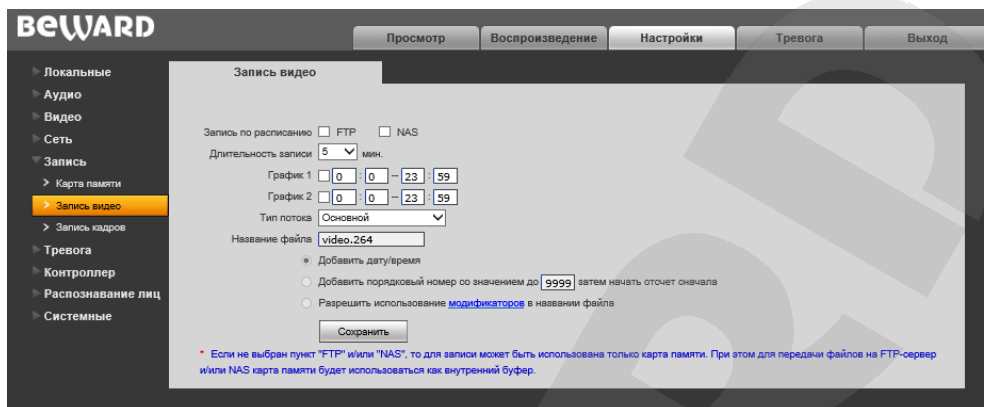 BEWARD
Просмотр Воспроизведение Настройки Тревога Выход
Локальные
Аудио
Видео
Сеть
Запись
Карта памяти
Запись видео
Запись кадров
Тревога
Контроллер
Распознавание лиц
Системные
Запись видео
Запись по расписанию FTP NAS
Длительность записи 5 мин.
График 1 0 : 0 – 23 : 59
График 2 0 : 0 – 23 : 59
Тип потока Основной
Название файла video.264
Добавить дату/время
Добавить порядковый номер со значением до 9999 затем начать отсчет сначала
Разрешить использование модификаторов в названии файла
Сохранить
* Если не выбран пункт "FTP" и/или "NAS", то для записи может быть использована только карта памяти. При этом для передачи файлов на FTP-сервер
и/или NAS карта памяти будет использоваться как внутренний буфер.